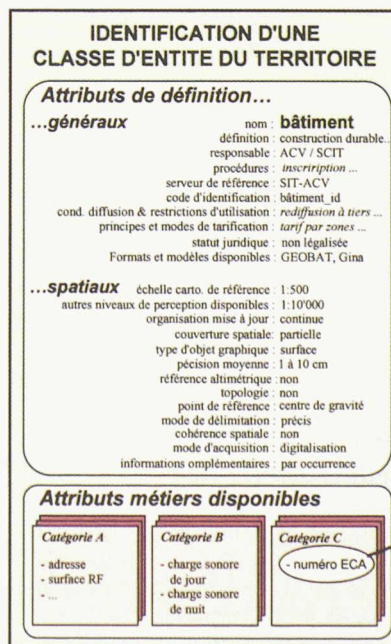 IDENTIFICATION D'UNE
CLASSE D'ENTITE DU TERRITOIRE
Attributs de définition...
...généraux nom : bâtiment
définition : construction durable...
responsable : ACV / SCIT
procédures : inscriription ...
serveur de référence : SIT-ACV
code d'identification : bâtiment_id
cond. diffusion & restrictions d'utilisation : rediffusion à tiers ...
principes et modes de tarification : tarif par zones ...
statut juridique : non légalisée
Formats et modèles disponibles : GEOBAT, Gina
...spatiaux échelle carto. de référence : 1:500
autres niveaux de perception disponibles : 1:10'000
organisation mise à jour : continue
couverture spatiale: partielle
type d'objet graphique : surface
pécision moyenne : 1 à 10 cm
référence altimétrique : non
topologie : non
point de référence : centre de gravité
mode de délimitation : précis
cohérence spatiale : non
mode d'acquisition : digitalisation
informations omplémentaires : par occurrence
Attributs métiers disponibles
Catégorie A
- adresse
- surface RF
- ...
Catégorie B
- charge sonore
de jour
- charge sonore
de nuit
Catégorie C
- numéro ECA